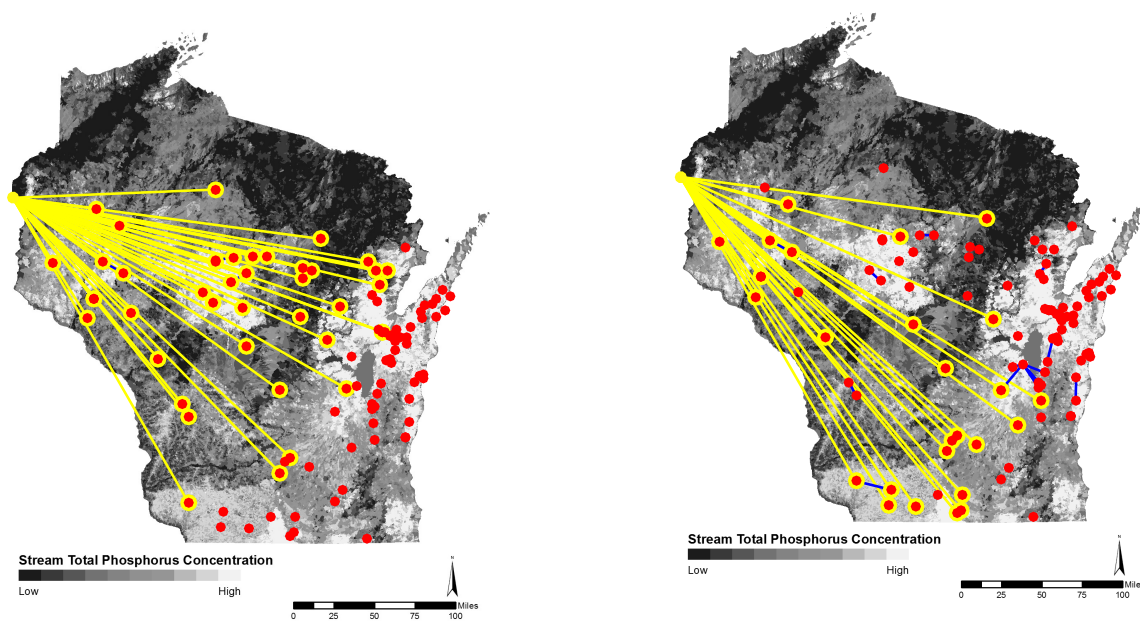 Stream Total Phosphorus Concentration
Low High
N
Miles
0 25 50 75 100
Stream Total Phosphorus Concentration
Low High
N
Miles
0 25 50 75 100